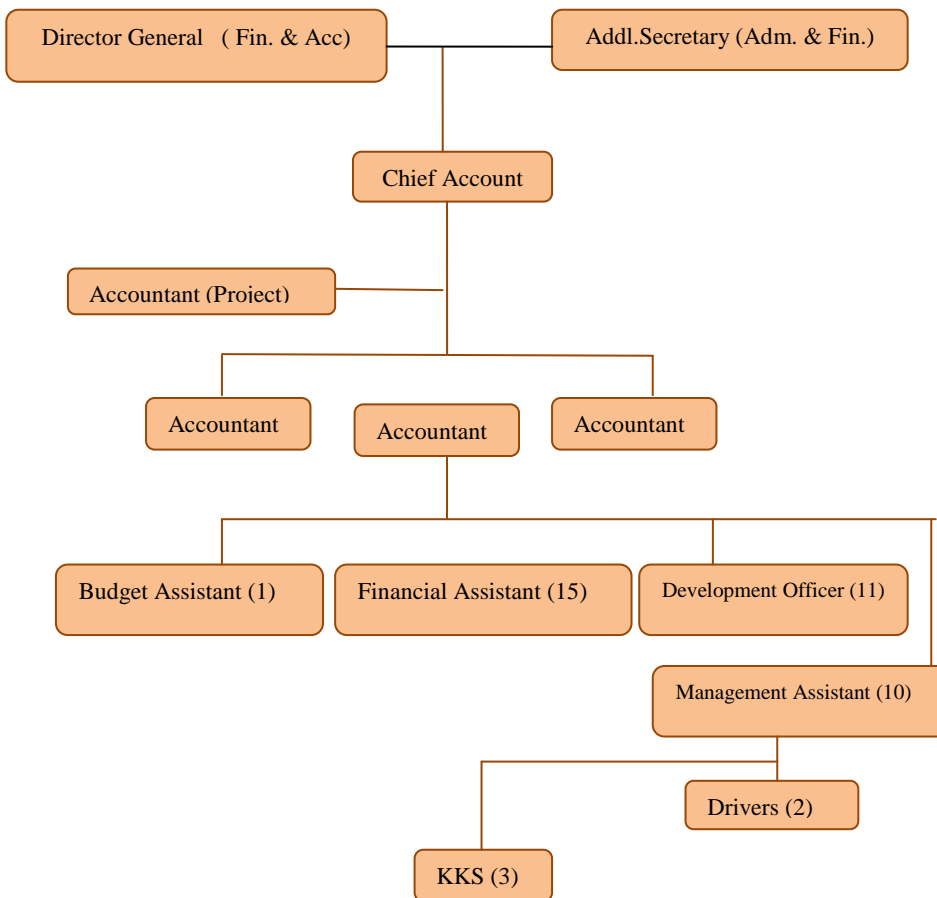 Director General ( Fin. & Acc)
Addl.Secretary (Adm. & Fin.)
Chief Account
Accountant (Project)
Accountant
Accountant
Accountant
Budget Assistant (1)
Financial Assistant (15)
Development Officer (11)
Management Assistant (10)
Drivers (2)
KKS (3)